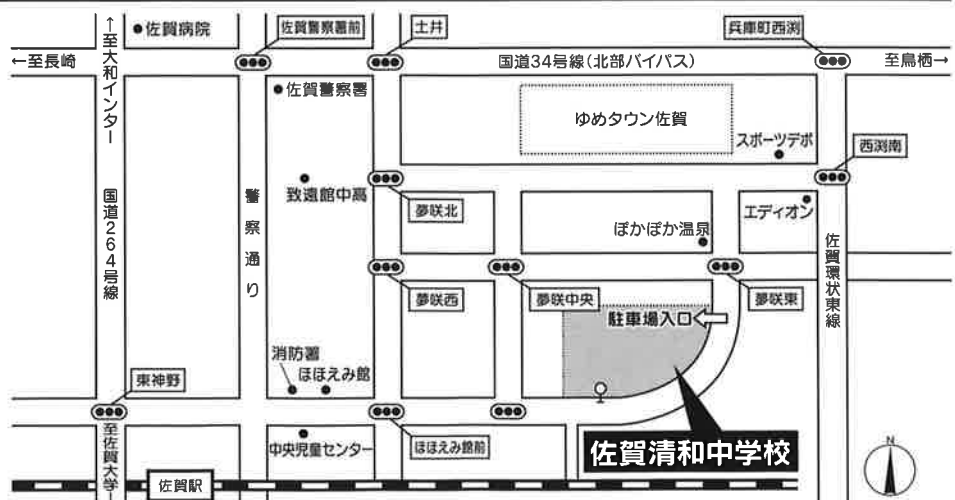 ↑至大和インター
佐賀病院
佐賀警察署前
土井
兵庫町西渕
←至長崎
国道34号線(北部バイパス)
至鳥栖→
佐賀警察署
ゆめタウン佐賀
スポーツデポ
西渕南
致遠館中高
国道264号線
警察通り
夢咲北
エディオン
ぽかぽか温泉
佐賀環状東線
夢咲西
夢咲中央
夢咲東
駐車場入口
消防署
ほほえみ館
東神野
至佐賀大学↓
中央児童センター
ほほえみ館前
佐賀清和中学校
佐賀駅
N